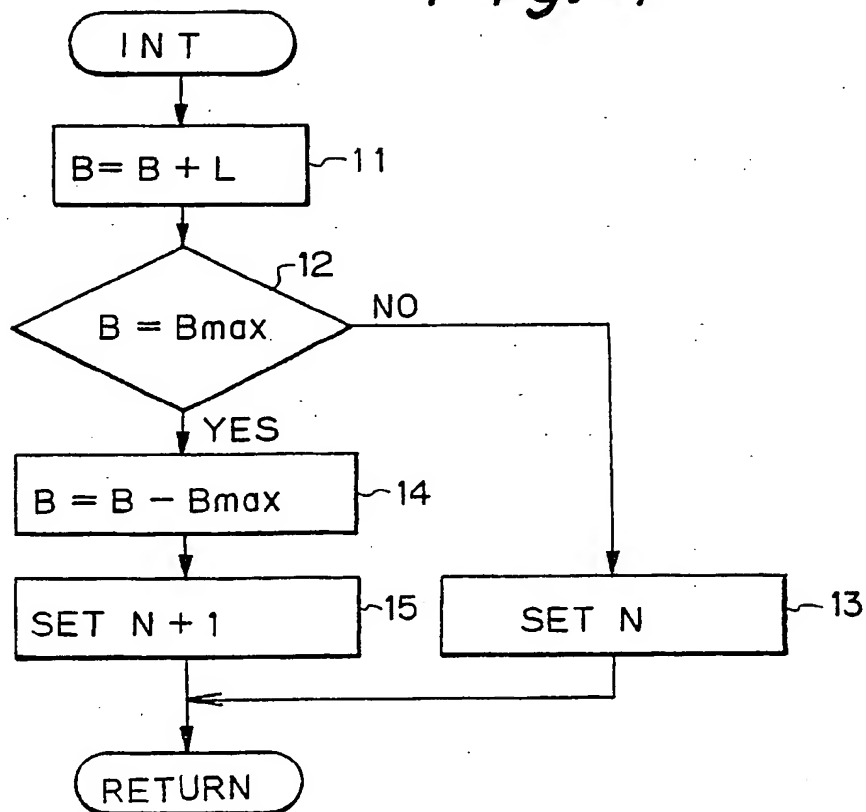 INT
B= B + L
11
12
B = Bmax
NO
YES
B = B - Bmax
14
SET N + 1
15
SET N
13
RETURN